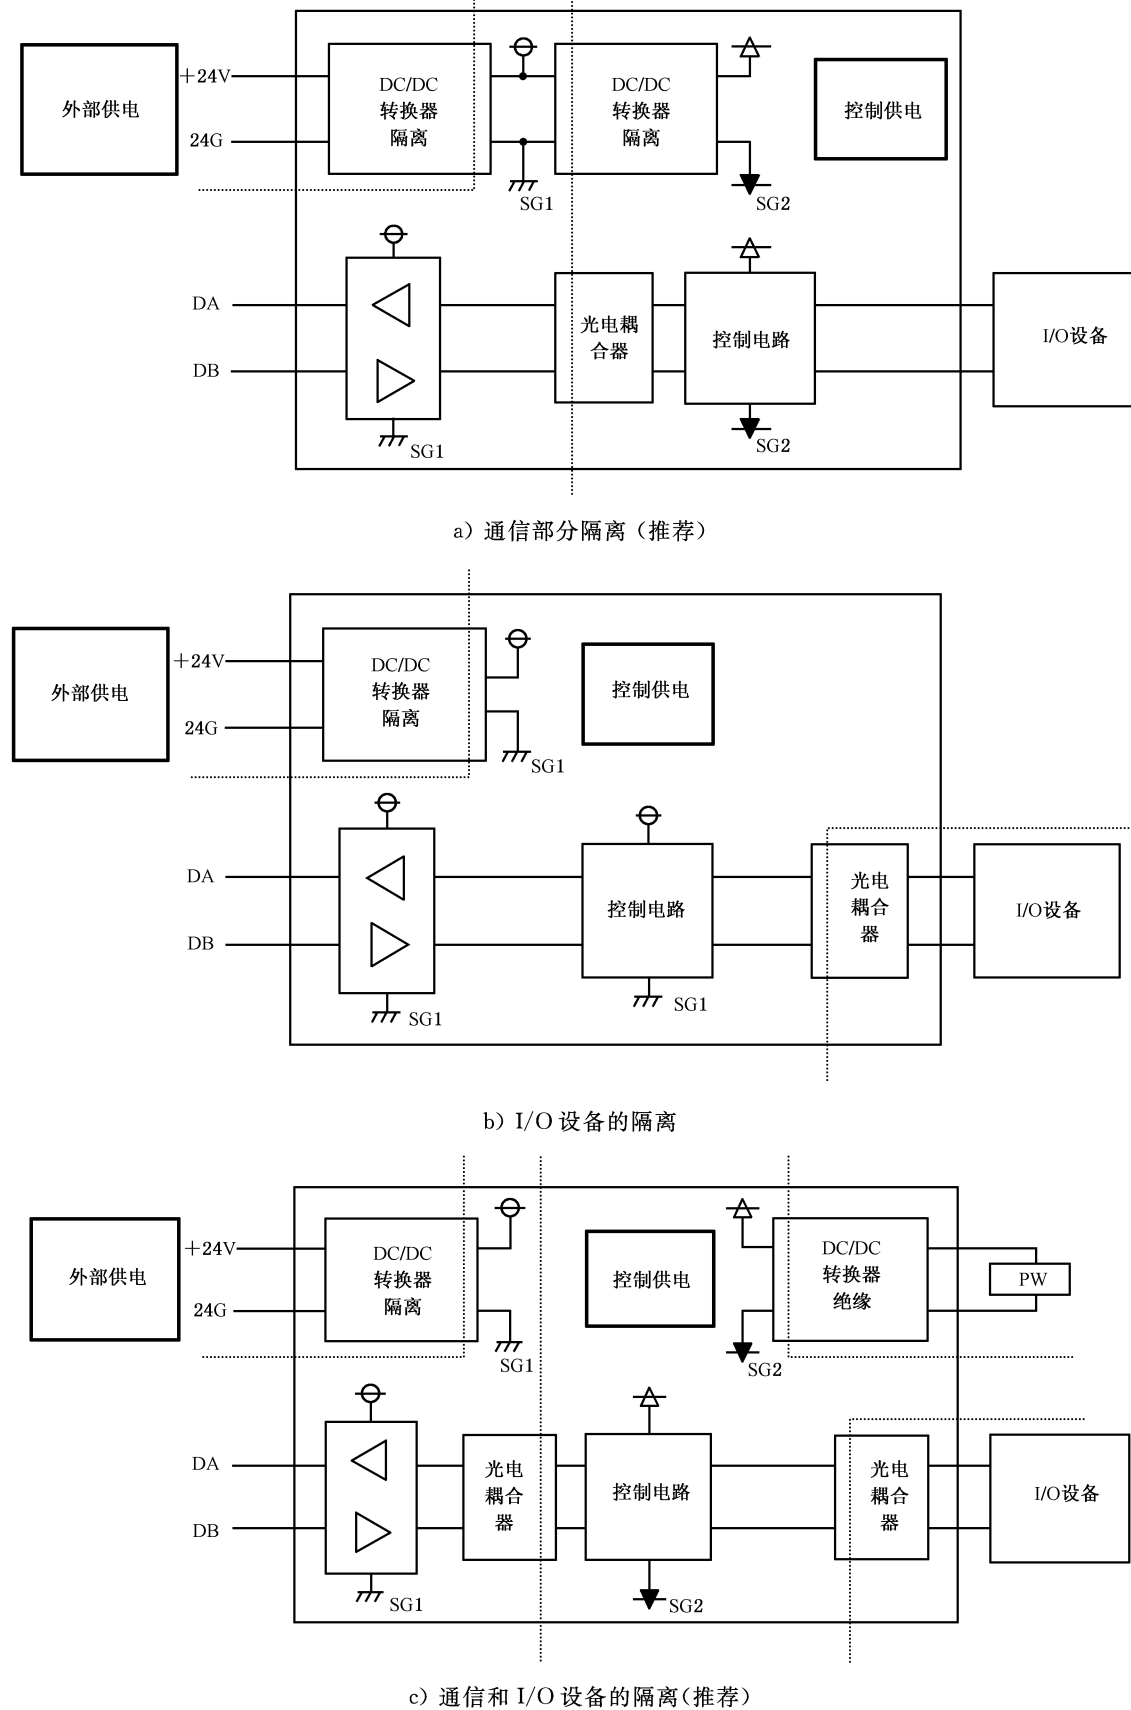 外部供电
+24V
24G
DC/DC
转换器
隔离
SG1
DC/DC
转换器
隔离
SG2
控制供电
DA
DB
SG1
光电耦
合器
控制电路
SG2
I/O设备
a）通信部分隔离（推荐）
外部供电
+24V
24G
DC/DC
转换器
隔离
SG1
控制供电
DA
DB
SG1
控制电路
SG1
光电
耦合
器
I/O设备
b）I/O 设备的隔离
外部供电
+24V
24G
DC/DC
转换器
隔离
SG1
控制供电
SG2
DC/DC
转换器
绝缘
PW
DA
DB
SG1
光电
耦合
器
控制电路
SG2
光电
耦合
器
I/O设备
c）通信和 I/O 设备的隔离（推荐）